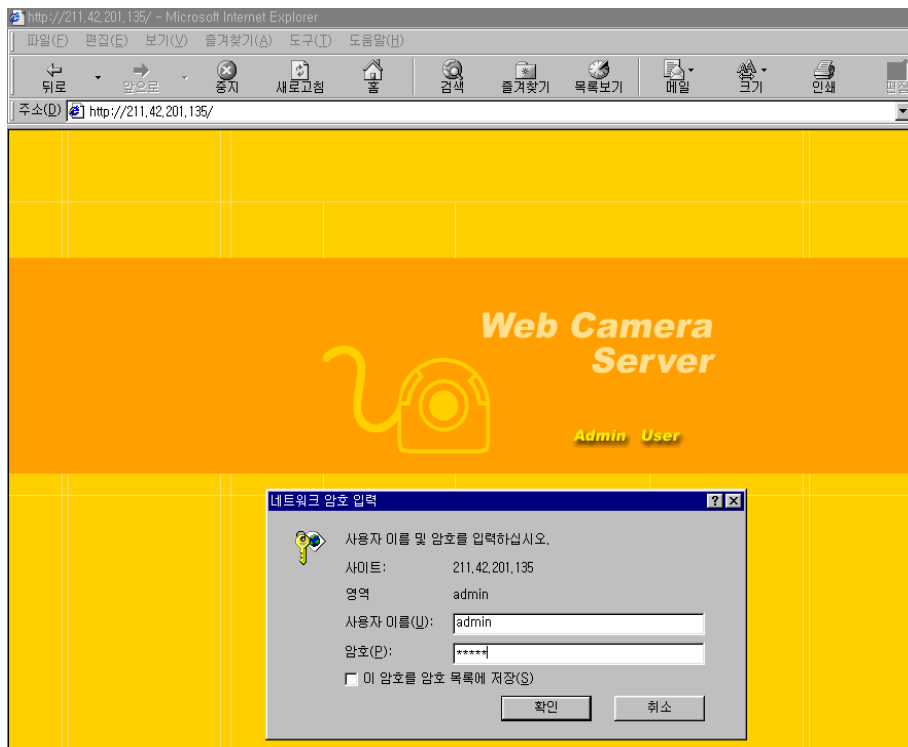 http://211.42.201.135/ - Microsoft Internet Explorer
파일(F) 편집(E) 보기(V) 즐겨찾기(A) 도구(T) 도움말(H)
뒤로 앞으로 중지 새로고침 홈 검색 즐겨찾기 목록보기 메일 크기 인쇄 편집
주소(D) http://211.42.201.135/
Web Camera
Server
Admin User
네트워크 암호 입력
사용자 이름 및 암호를 입력하십시오.
사이트: 211.42.201.135
영역 admin
사용자 이름(U): admin
암호(P): *****
이 암호를 암호 목록에 저장(S)
확인 취소